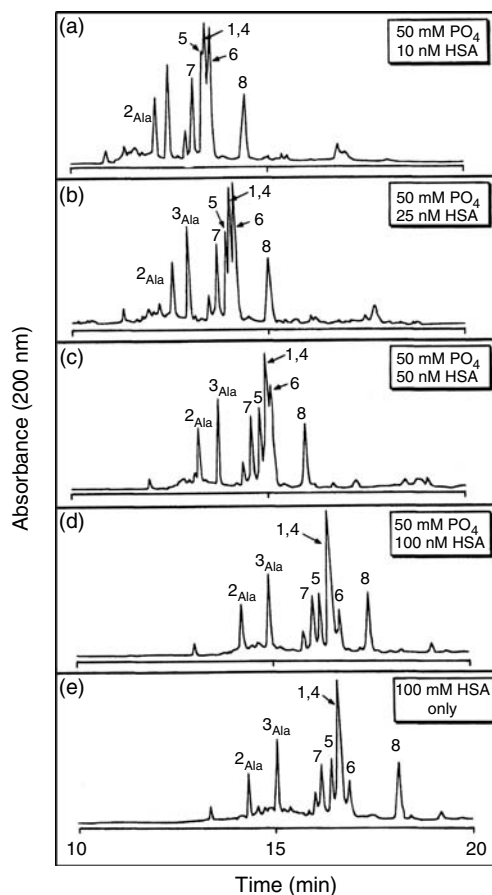 (a)
50 mM PO4
10 nM HSA
5
1,4
6
7
8
2Ala
(b)
50 mM PO4
25 nM HSA
1,4
3Ala
5
6
7
8
2Ala
(c)
50 mM PO4
50 nM HSA
1,4
6
3Ala
7 5
2Ala
8
(d)
50 mM PO4
100 nM HSA
1,4
3Ala
2Ala
7 5
6
8
(e)
100 mM HSA
only
1,4
3Ala
5
2Ala
7
6
8
10
15
20
Absorbance (200 nm)
Time (min)